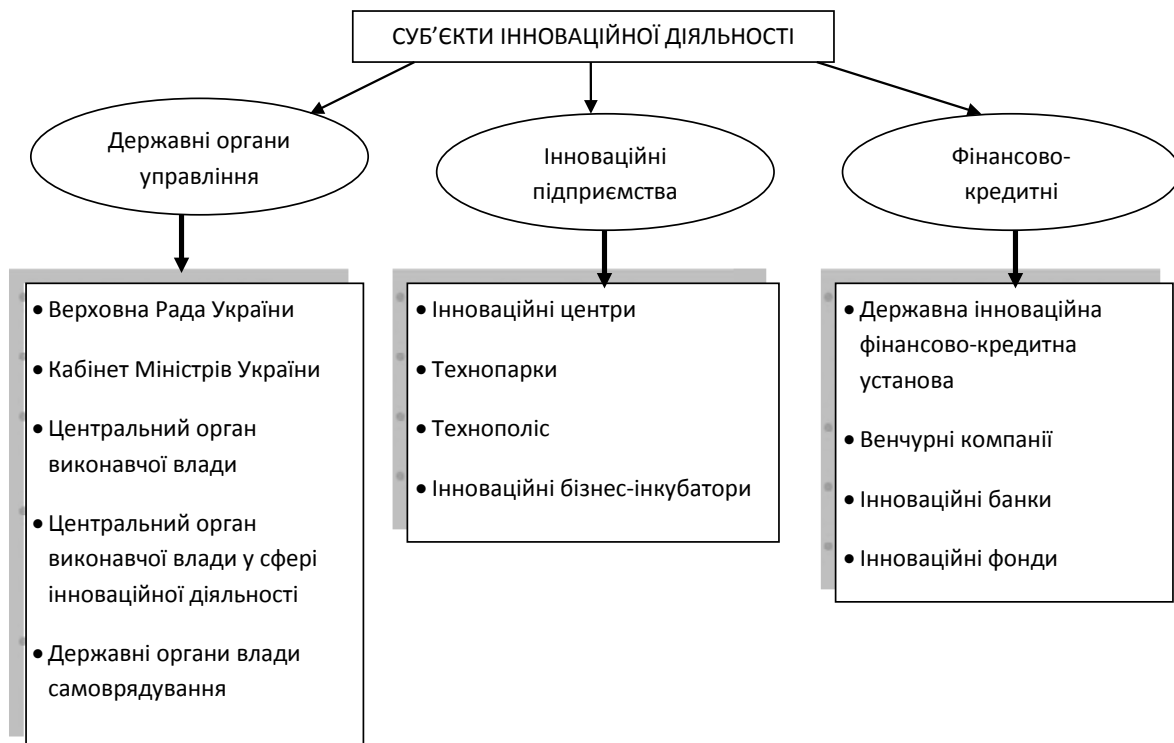 СУБ’ЄКТИ ІННОВАЦІЙНОЇ ДІЯЛЬНОСТІ
Державні органи
управління
Інноваційні
підприємства
Фінансово-
кредитні
• Верховна Рада України
• Кабінет Міністрів України
• Центральний орган
виконавчої влади
• Центральний орган
виконавчої влади у сфері
інноваційної діяльності
• Державні органи влади
самоврядування
• Інноваційні центри
• Технопарки
• Технополіс
• Інноваційні бізнес-інкубатори
• Державна інноваційна
фінансово-кредитна
установа
• Венчурні компанії
• Інноваційні банки
• Інноваційні фонди